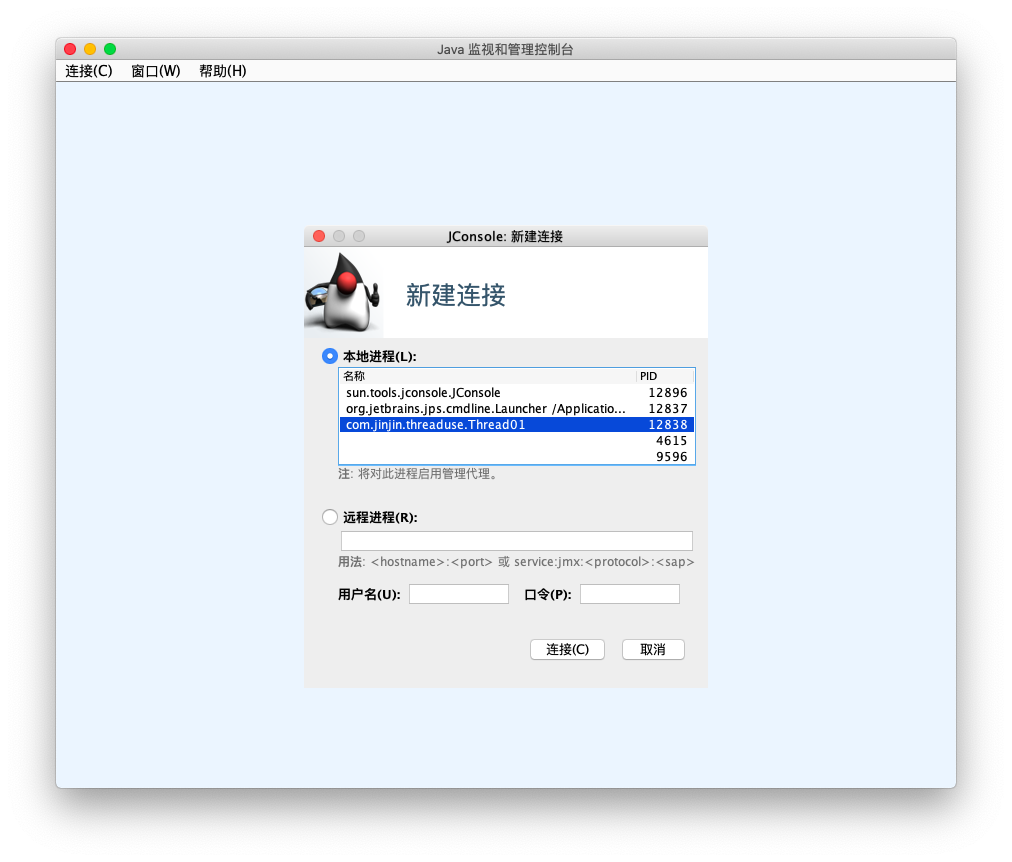 Java 监视和管理控制台
连接(C) 窗口(W) 帮助(H)
JConsole: 新建连接
新建连接
本地进程(L):
名称 PID
sun.tools.jconsole.JConsole 12896
org.jetbrains.jps.cmdline.Launcher /Applicatio... 12837
com.jinjin.threaduse.Thread01 12838
4615
9596
注: 将对此进程启用管理代理。
远程进程(R):
用法: <hostname>:<port> 或 service:jmx:<protocol>:<sap>
用户名(U): 口令(P):
连接(C) 取消